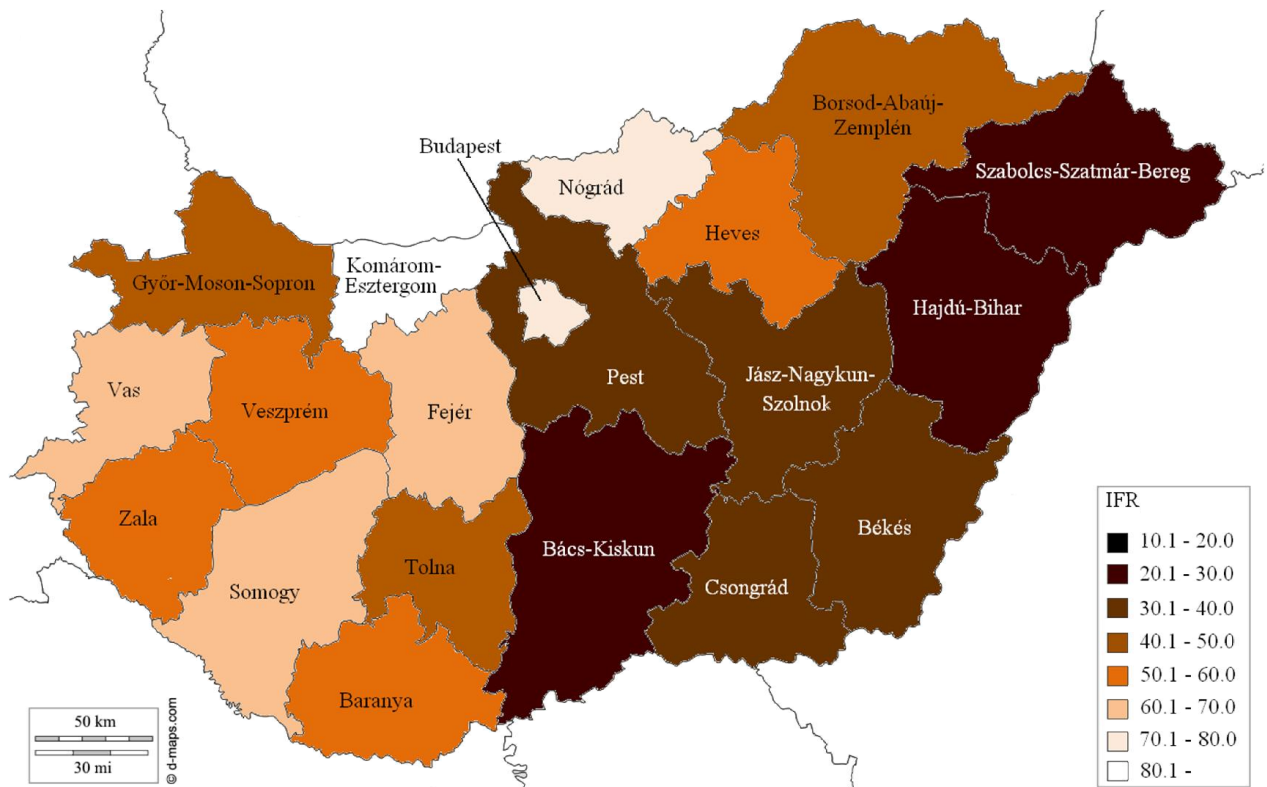 Borsod-Abaúj-
Zemplén
Budapest
Szabolcs-Szatmár-Bereg
Nógrád
Heves
Komárom-
Esztergom
Győr-Moson-Sopron
Hajdú-Bihar
Pest
Jász-Nagykun-
Szolnok
Vas
Veszprém
Fejér
Zala
Békés
Bács-Kiskun
Tolna
Csongrád
Somogy
Baranya
IFR
10.1 - 20.0
20.1 - 30.0
30.1 - 40.0
40.1 - 50.0
50.1 - 60.0
60.1 - 70.0
70.1 - 80.0
80.1 -
50 km
30 mi
© d-maps.com